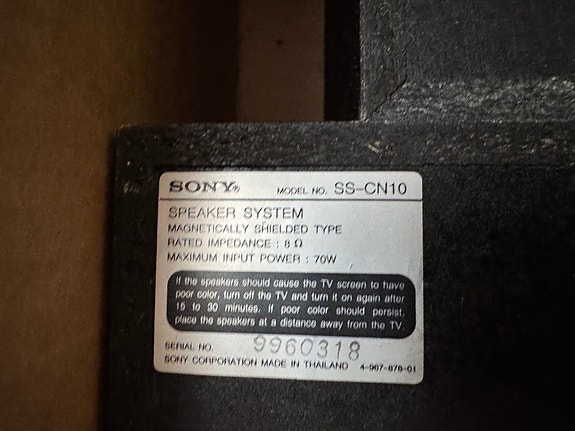 SONY® MODEL NO. SS-CN10
SPEAKER SYSTEM
MAGNETICALLY SHIELDED TYPE
RATED IMPEDANCE : 8 Ω
MAXIMUM INPUT POWER : 70W
If the speakers should cause the TV screen to have
poor color, turn off the TV and turn it on again after
15 to 30 minutes. If poor color should persist,
place the speakers at a distance away from the TV.
SERIAL NO. 9960318
SONY CORPORATION MADE IN THAILAND 4-967-878-01